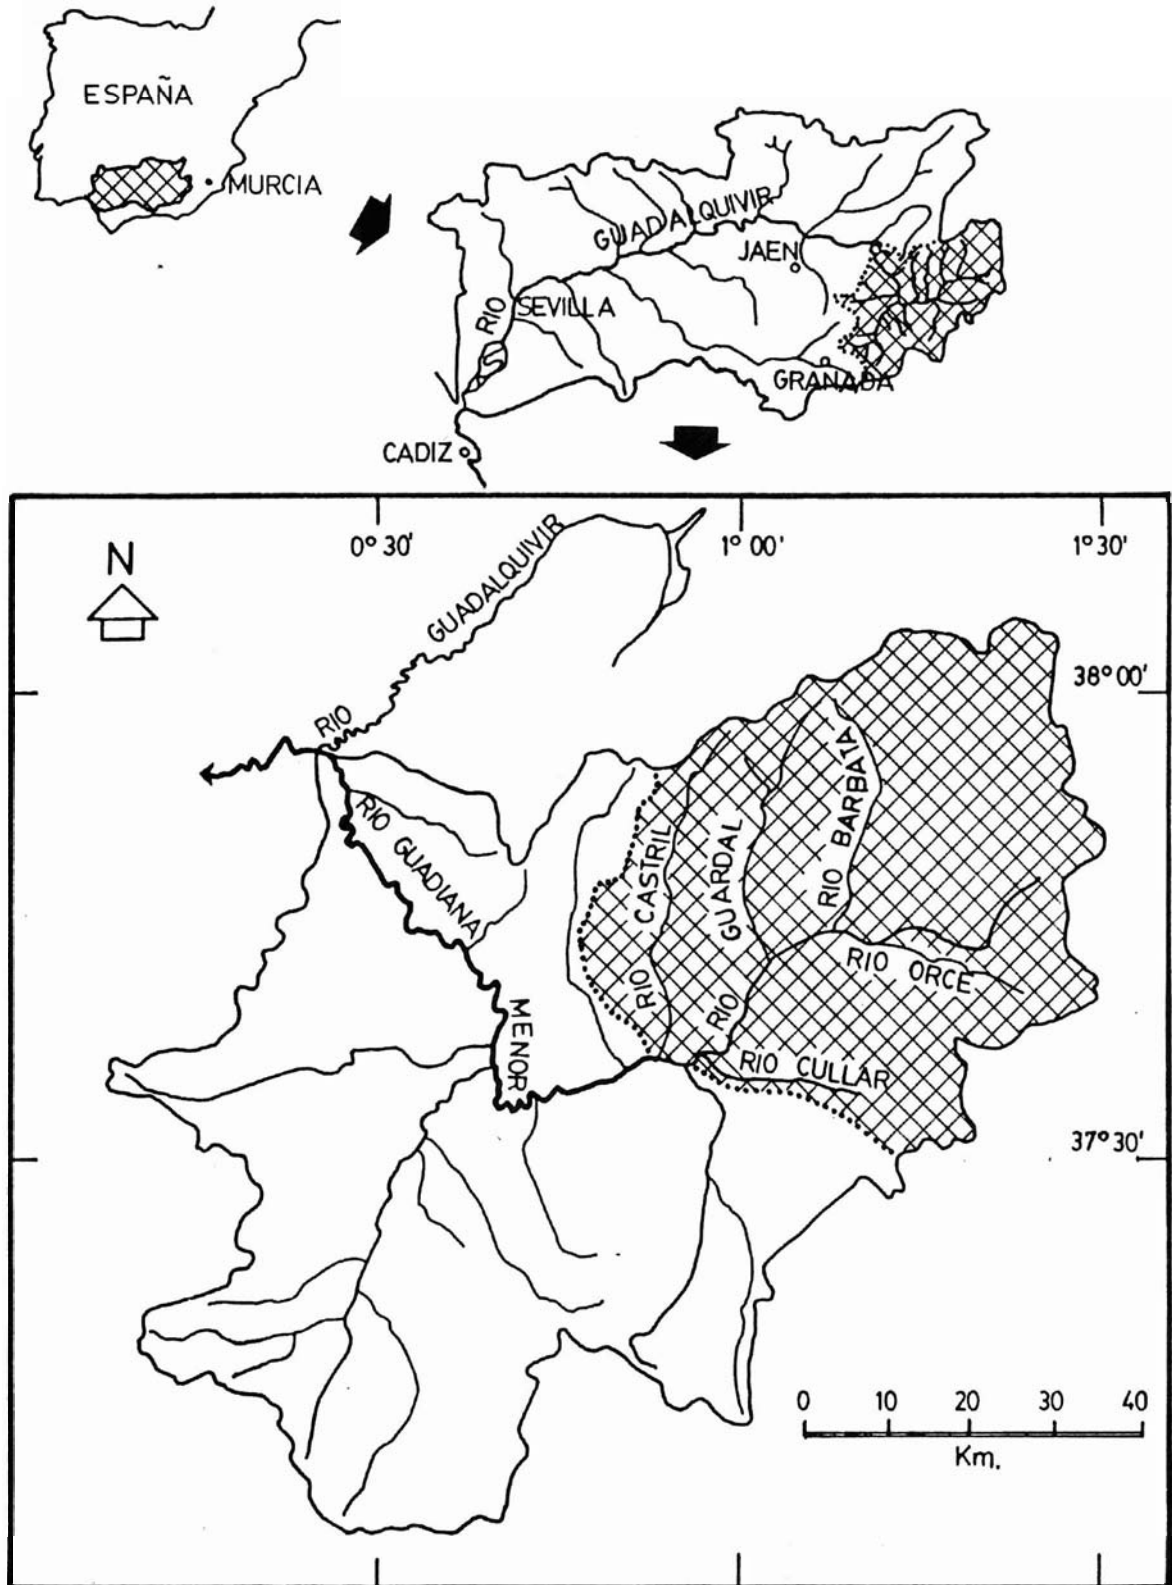 ESPAÑA
MURCIA
GUADALQUIVIR
JAEN
RIO
SEVILLA
GRANADA
CADIZ
N
0° 30'
1° 00'
1° 30'
GUADALQUIVIR
RIO
38° 00'
RIO GUADIANA
MENOR
RIO CASTRIL
RIO GUARDAL
RIO BARBATA
RIO ORCE
RIO CULLAR
37° 30'
0 10 20 30 40
Km.